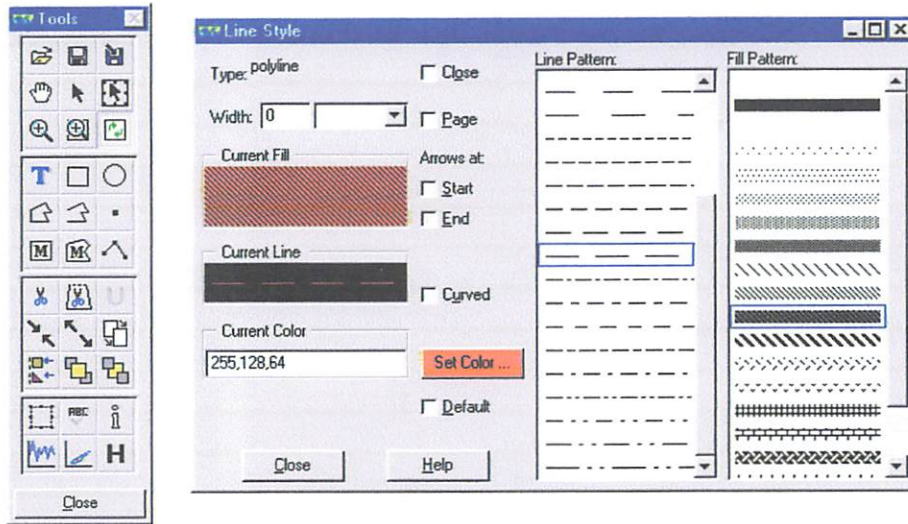 Tools
T
M
M
ABC
i
H
Close
Line Style
Type: polyline
Close
Width: 0
Page
Current Fill
Arrows at:
Start
End
Current Line
Curved
Current Color
255,128,64
Set Color ...
Default
Close
Help
Line Pattern:
Fill Pattern: